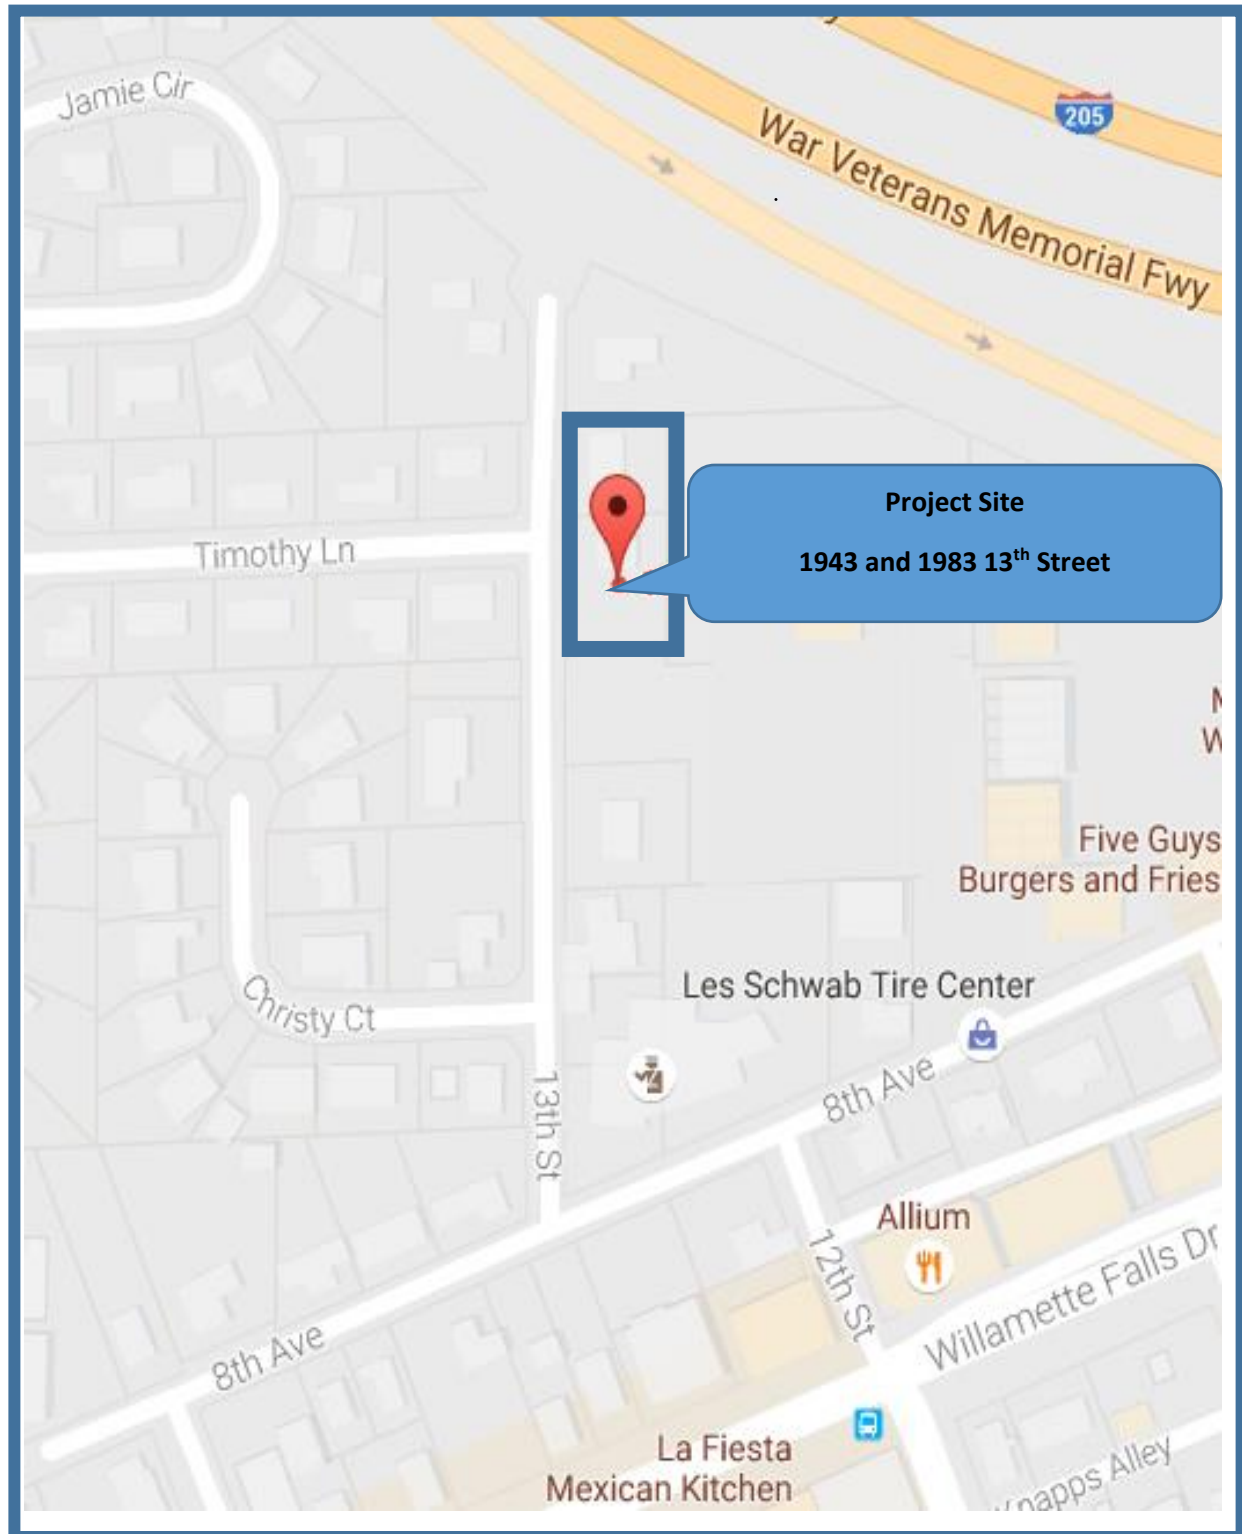 Jamie Cir
205
War Veterans Memorial Fwy
Project Site
1943 and 1983 13th Street
Timothy Ln
Five Guys
Burgers and Fries
Les Schwab Tire Center
Christy Ct
13th St
8th Ave
Allium
12th St
Willamette Falls Dr
8th Ave
La Fiesta
Mexican Kitchen
Knapps Alley